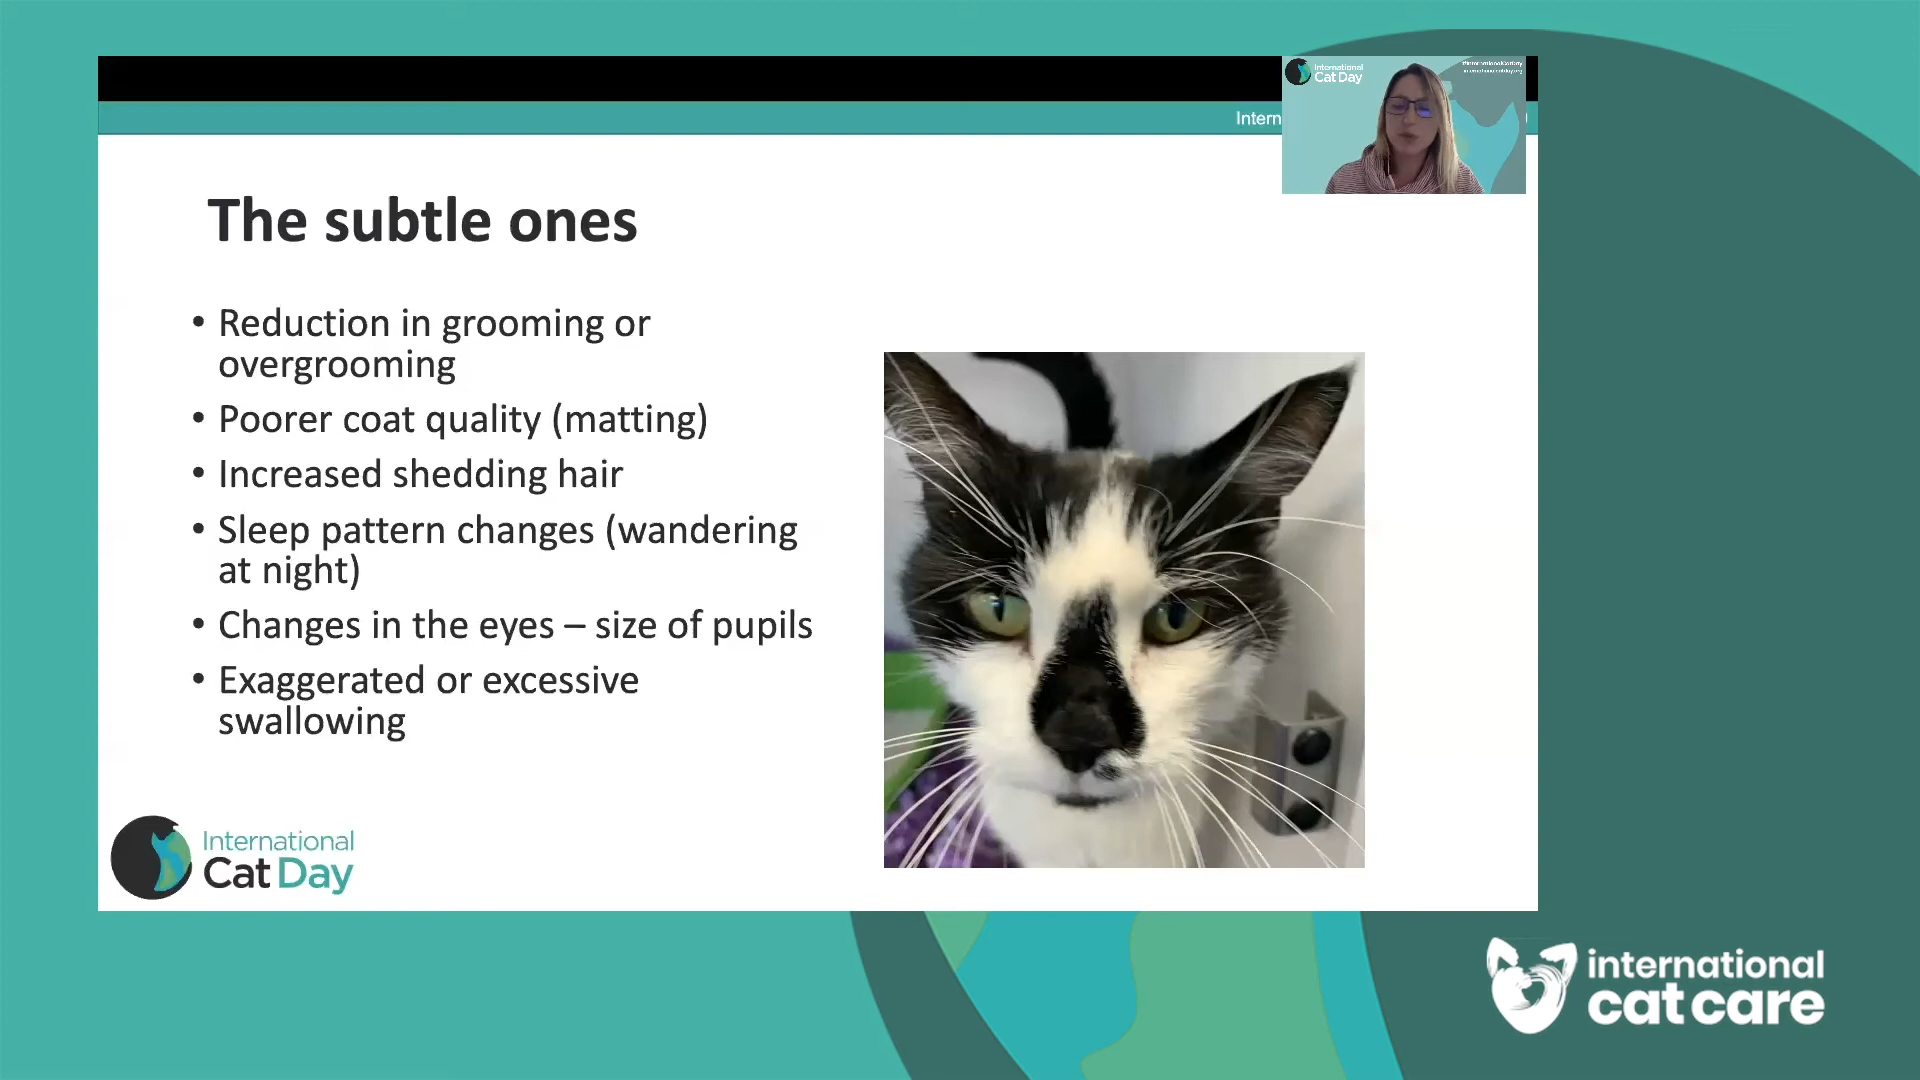 International
Cat Day
Intern
The subtle ones
• Reduction in grooming or
overgrooming
• Poorer coat quality (matting)
• Increased shedding hair
• Sleep pattern changes (wandering
at night)
• Changes in the eyes – size of pupils
• Exaggerated or excessive
swallowing
International
Cat Day
international
cat care